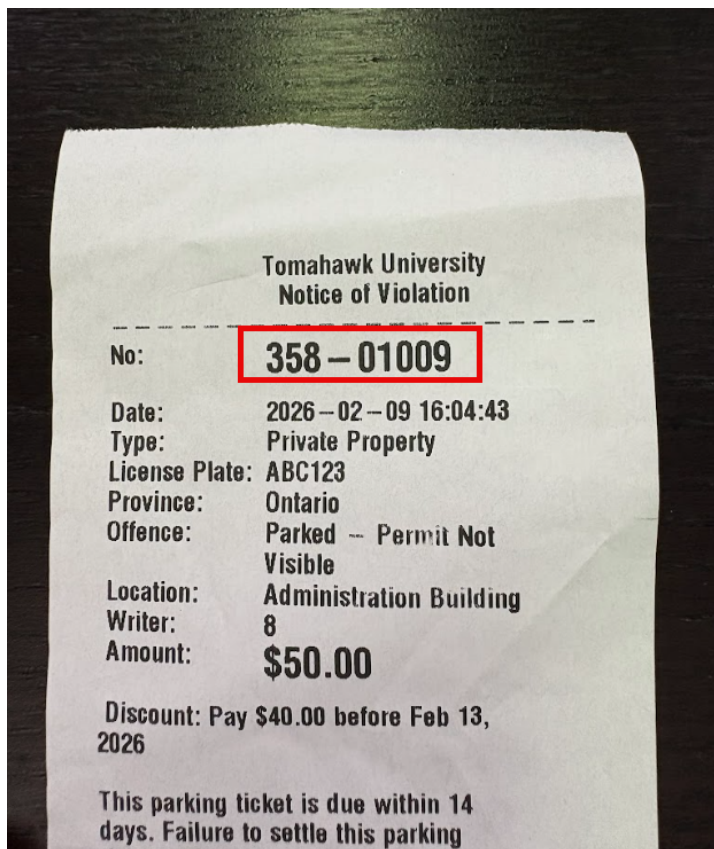 Tomahawk University
Notice of Violation
No: 358-01009
Date: 2026-02-09 16:04:43
Type: Private Property
License Plate: ABC123
Province: Ontario
Offence: Parked - Permit Not
Visible
Location: Administration Building
Writer: 8
Amount: $50.00
Discount: Pay $40.00 before Feb 13,
2026
This parking ticket is due within 14
days. Failure to settle this parking